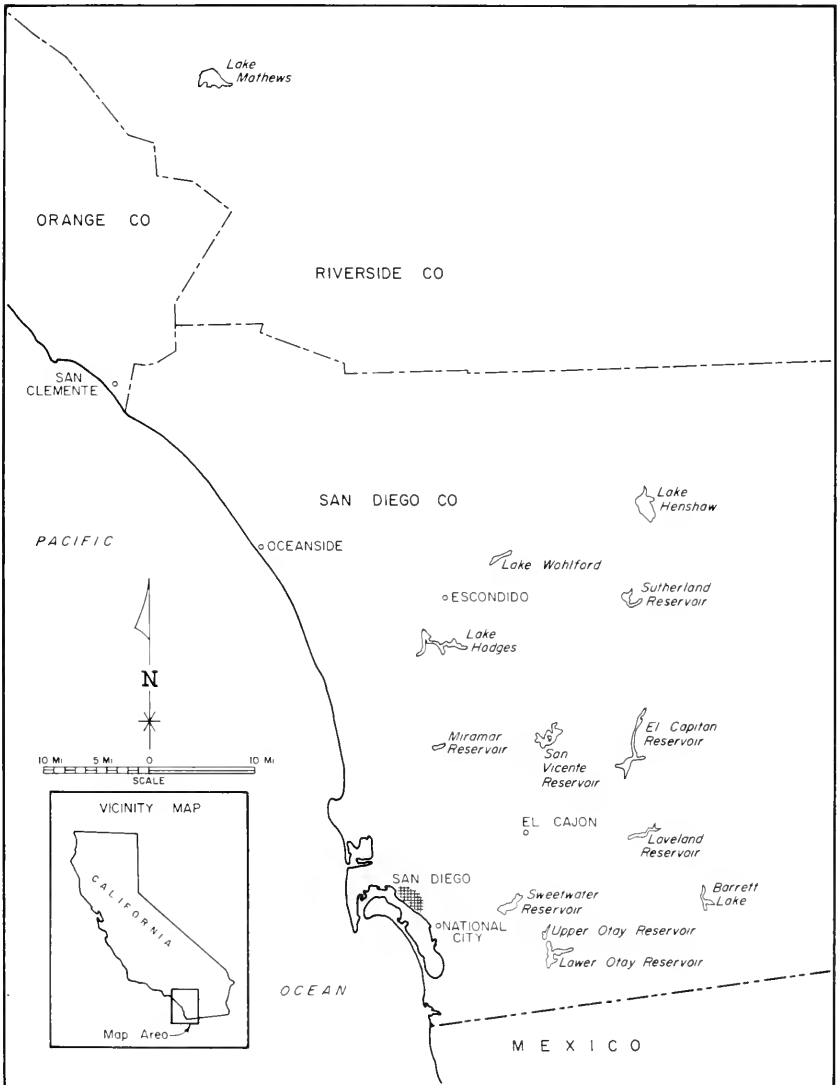 Lake
Mathews
ORANGE CO
RIVERSIDE CO
SAN
CLEMENTE
SAN DIEGO CO
Lake
Henshaw
PACIFIC
OCEANSIDE
Lake Wohlford
ESCONDIDO
Sutherland
Reservoir
Lake
Hodges
N
Miramar
Reservoir
San
Vicente
Reservoir
El Capitan
Reservoir
10 MI 5 MI 0 10 MI
SCALE
VICINITY MAP
CALIFORNIA
Map Area
EL CAJON
Loveland
Reservoir
SAN DIEGO
Sweetwater
Reservoir
Barrett
Lake
NATIONAL
CITY
Upper Otay Reservoir
Lower Otay Reservoir
OCEAN
MEXICO